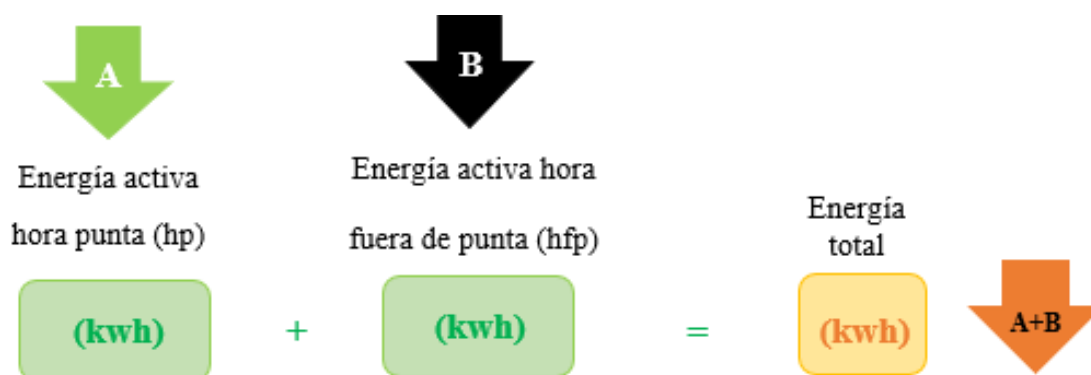 A
B
Energía activa
hora punta (hp)
Energía activa hora
fuera de punta (hfp)
Energía
total
(kwh)
+
(kwh)
=
(kwh)
A+B